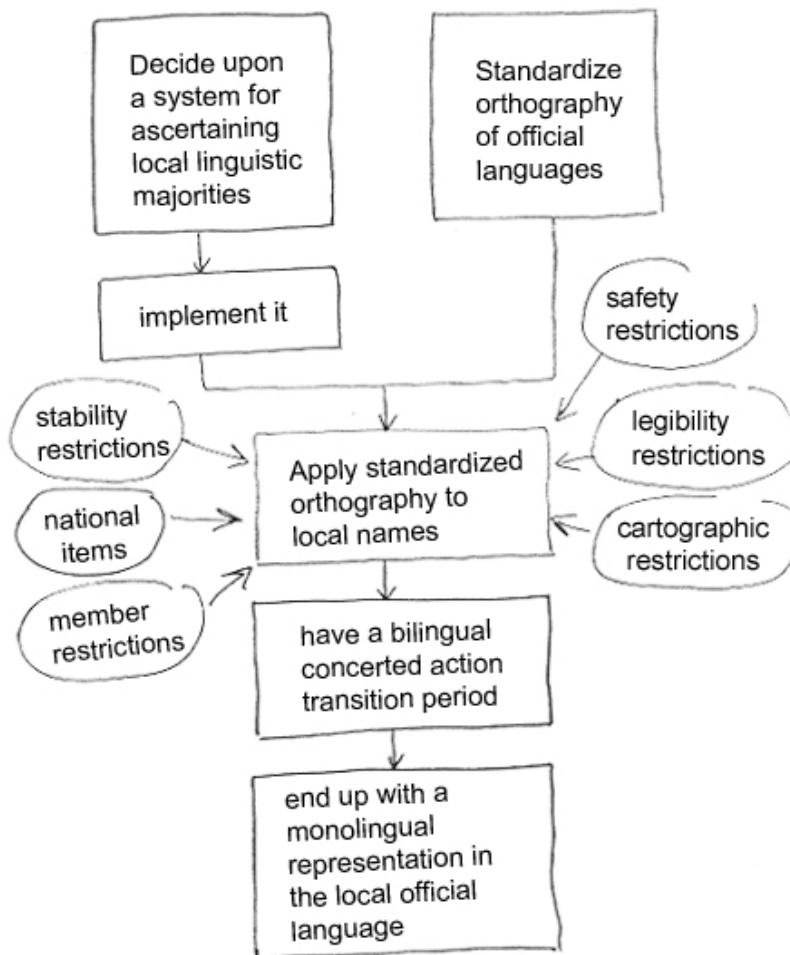 Decide upon
a system for
ascertaining
local linguistic
majorities
Standardize
orthography
of official
languages
implement it
safety
restrictions
stability
restrictions
legibility
restrictions
Apply standardized
orthography to
local names
national
items
cartographic
restrictions
member
restrictions
have a bilingual
concerted action
transition period
end up with a
monolingual
representation in
the local official
language